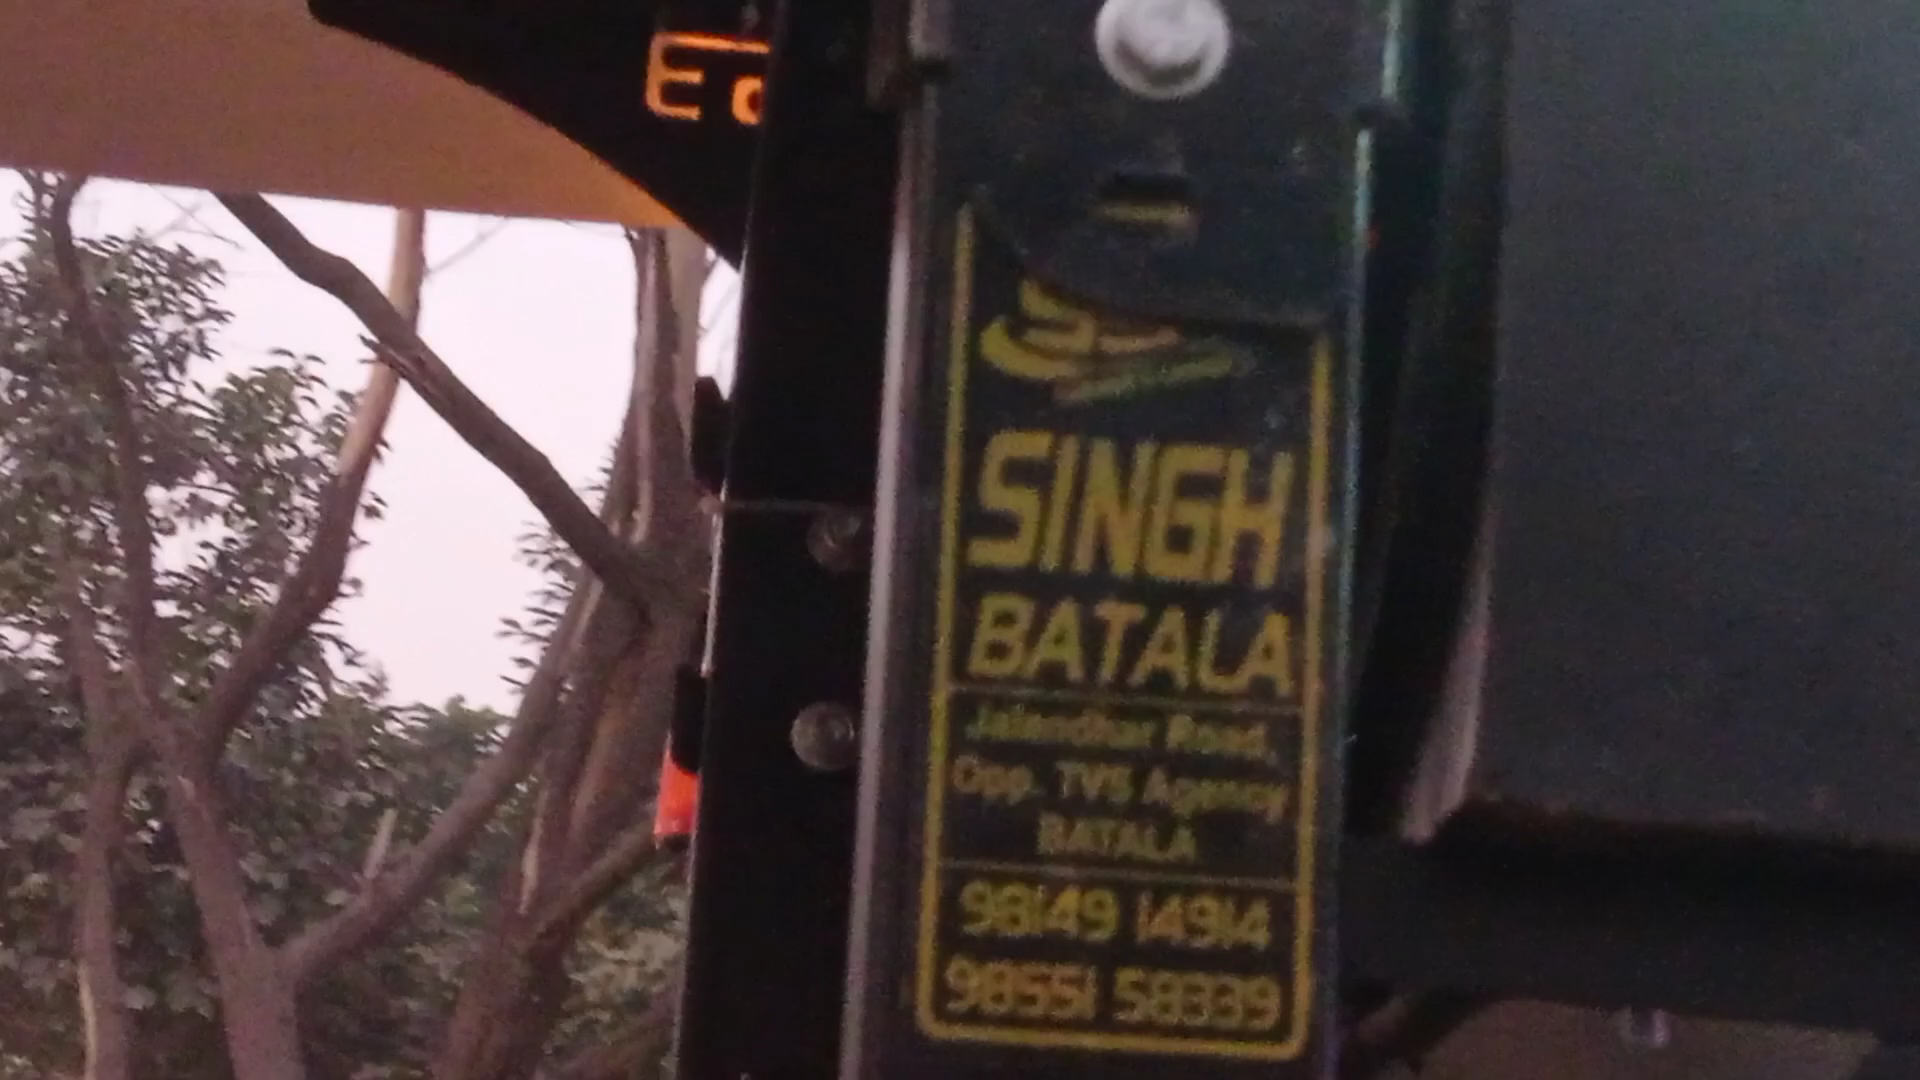 SINGH
BATALA
Jalandhar Road,
Opp. TVS Agency
BATALA
98149 14914
98551 58339